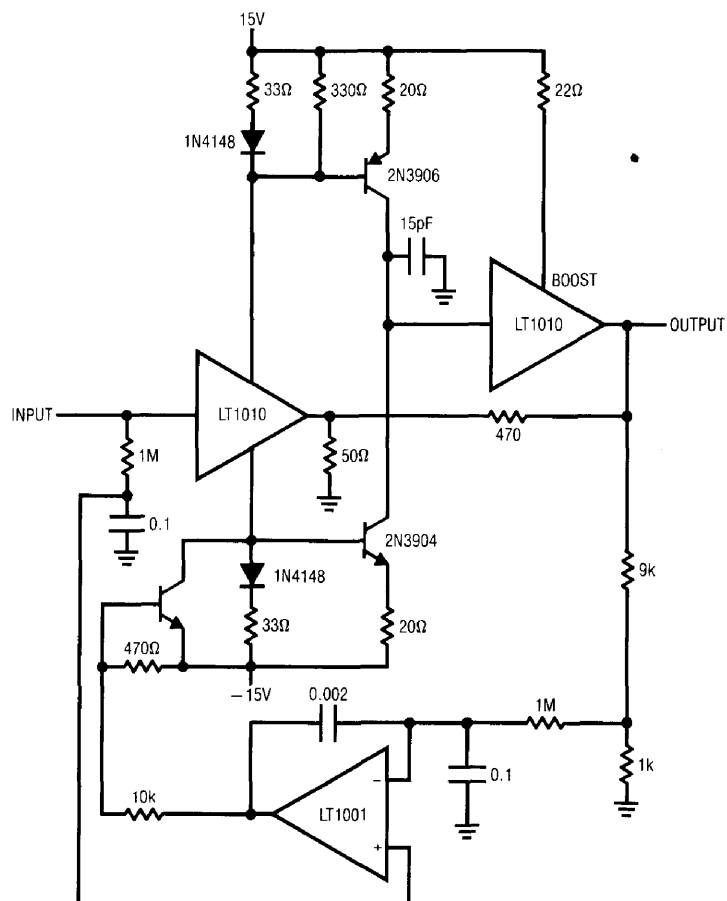 15V
33Ω
330Ω
20Ω
22Ω
1N4148
2N3906
15pF
BOOST
LT1010
OUTPUT
INPUT
LT1010
470
1M
50Ω
0.1
2N3904
1N4148
9k
33Ω
20Ω
470Ω
−15V
0.002
1M
10k
−
0.1
1k
LT1001
+